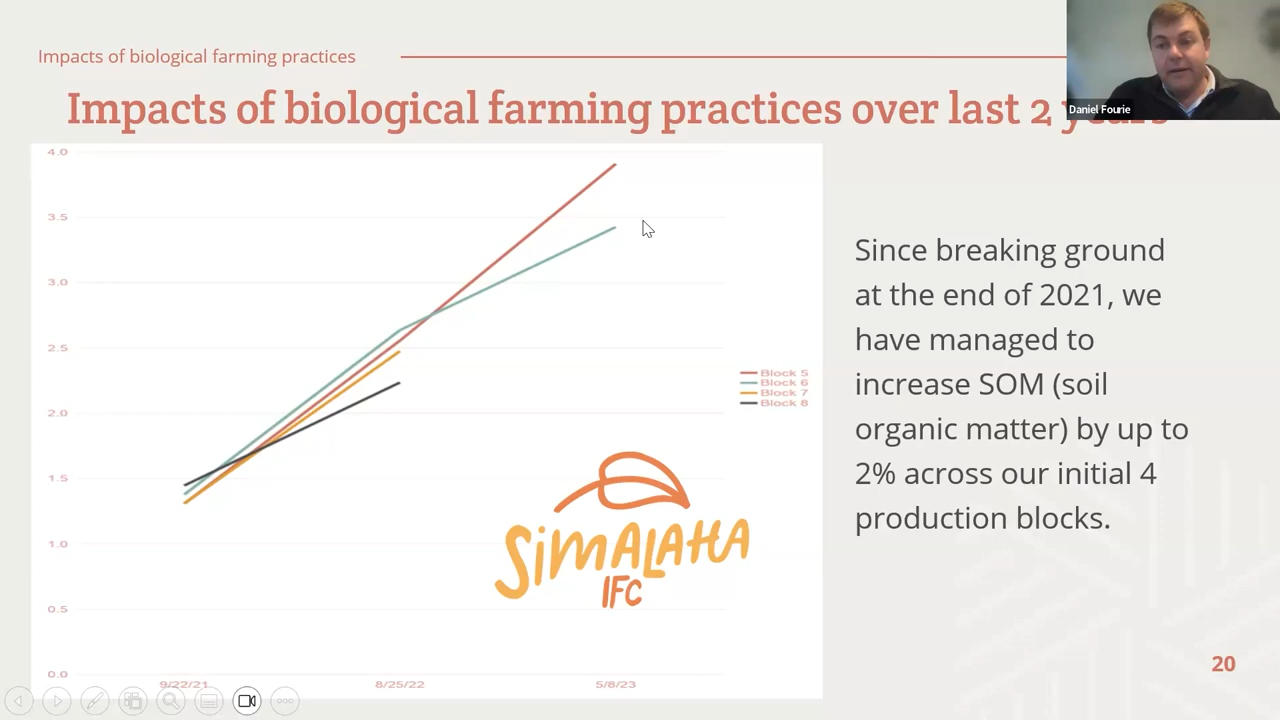 Impacts of biological farming practices
Daniel Fourie
Impacts of biological farming practices over last 2 years
4.0
3.5
3.0
2.5
2.0
1.5
1.0
0.5
0.0
9/22/21
8/25/22
5/8/23
Block 5
Block 6
Block 7
Block 8
SiMALAHA
IFC
Since breaking ground
at the end of 2021, we
have managed to
increase SOM (soil
organic matter) by up to
2% across our initial 4
production blocks.
20